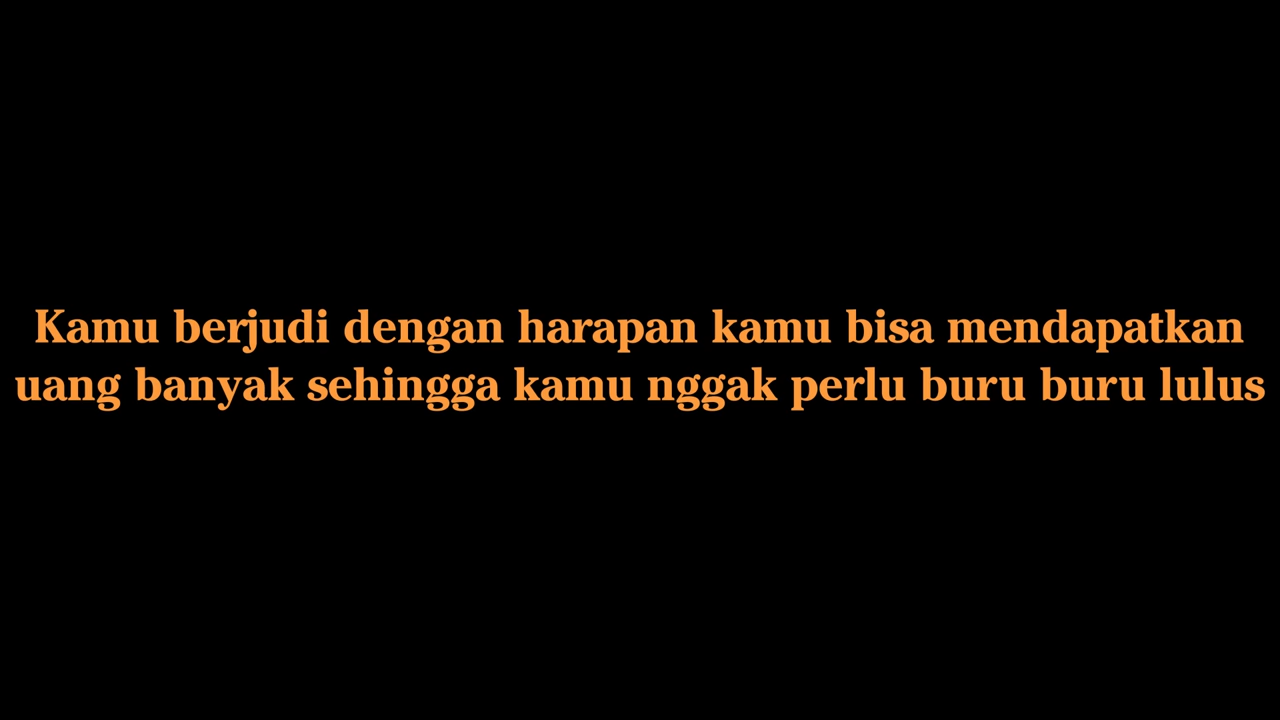 Kamu berjudi dengan harapan kamu bisa mendapatkan
uang banyak sehingga kamu nggak perlu buru buru lulus